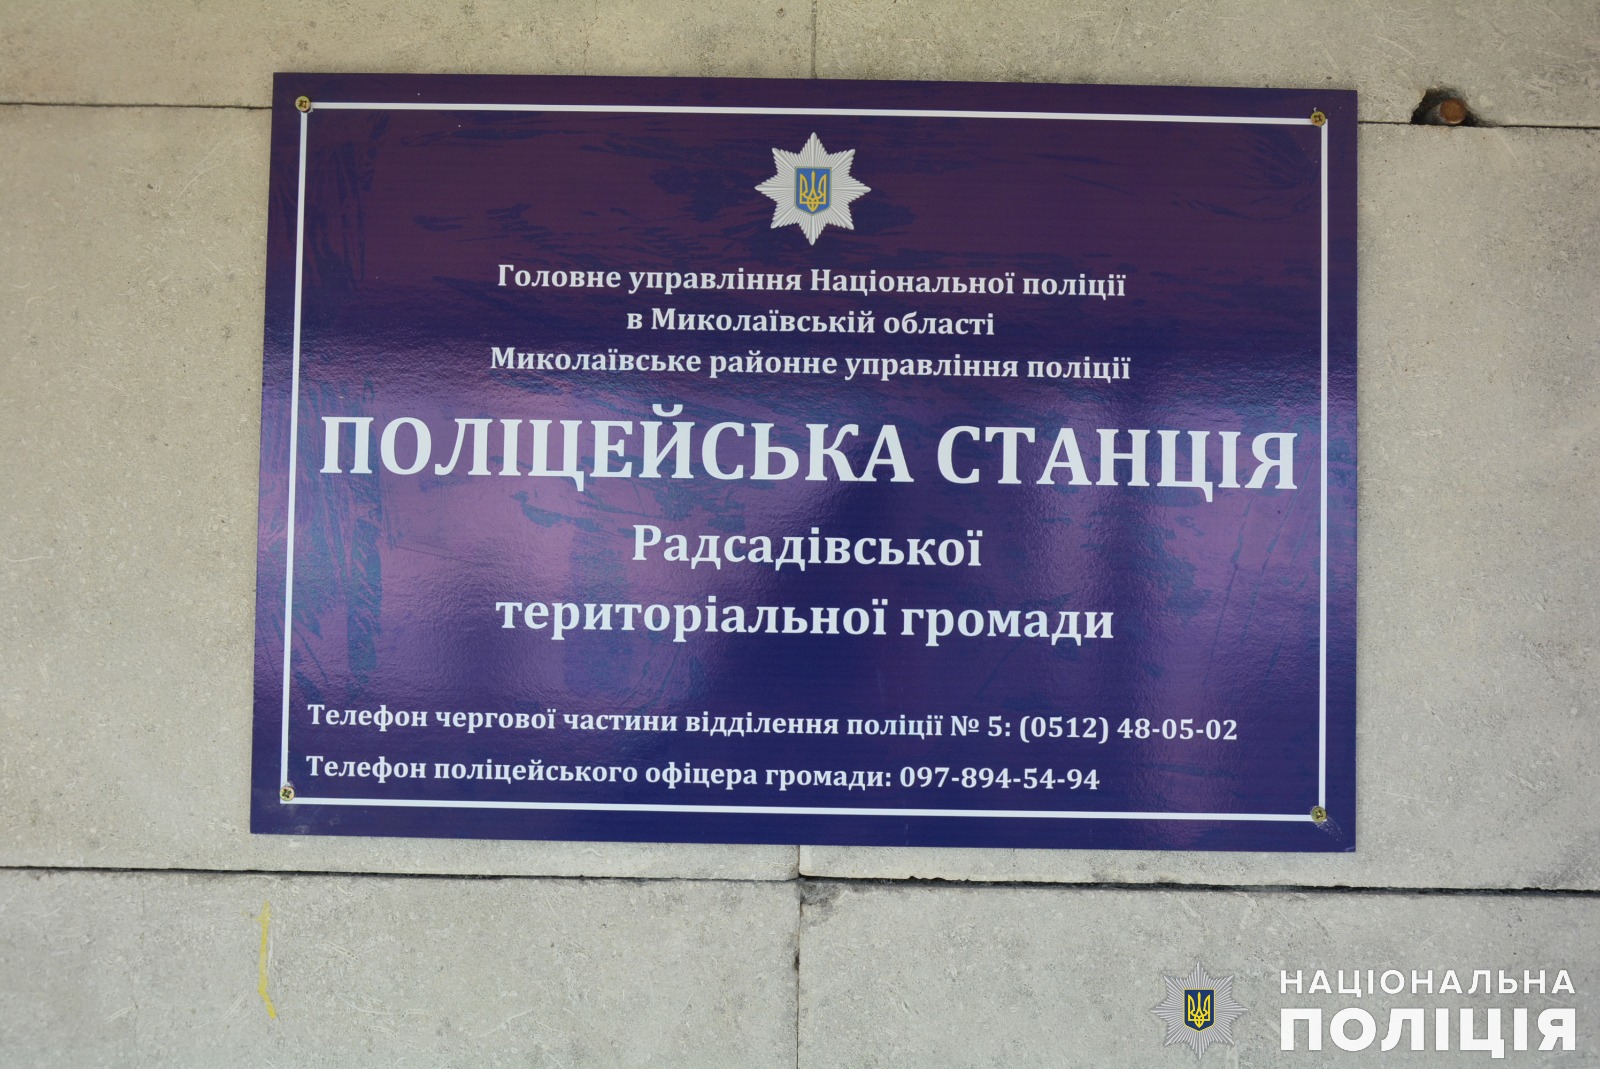 Головне управління Національної поліції
в Миколаївській області
Миколаївське районне управління поліції
ПОЛІЦЕЙСЬКА СТАНЦІЯ
Радсадівської
територіальної громади
Телефон чергової частини відділення поліції № 5: (0512) 48-05-02
Телефон поліцейського офіцера громади: 097-894-54-94
НАЦІОНАЛЬНА
ПОЛІЦІЯ